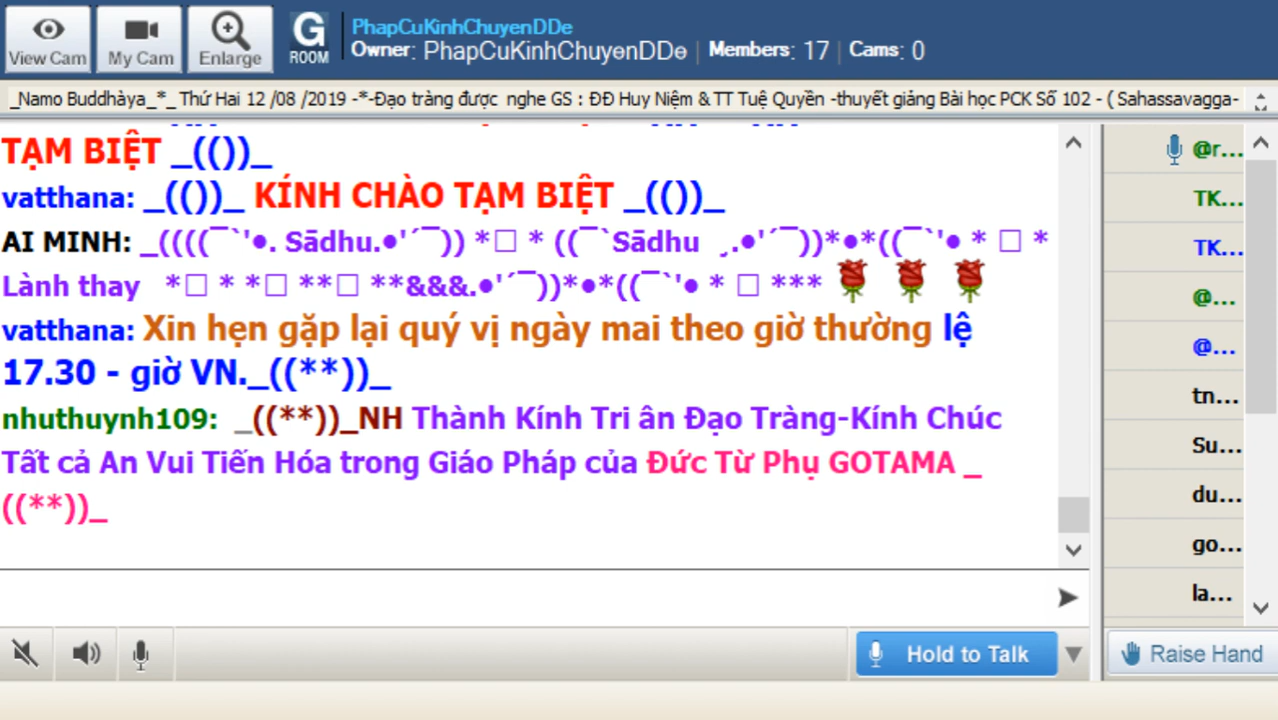 View Cam
My Cam
Enlarge
G
ROOM
PhapCuKinhChuyenDDe
Owner: PhapCuKinhChuyenDDe | Members: 17 | Cams: 0
_Namo Buddhàya_*_ Thứ Hai 12 /08 /2019 -*-Đạo tràng được nghe GS : ĐĐ Huy Niệm & TT Tuệ Quyền -thuyết giảng Bài học PCK Số 102 - ( Sahassavagga-
TẠM BIỆT _(())_
vatthana: _(())_ KÍNH CHÀO TẠM BIỆT _(())_
AI MINH: _((((¯`'●. Sādhu.●'´¯)) *□ * ((¯`Sādhu ¸.●'´¯))*●*((¯`'● * □ *
Lành thay *□ * *□ **□ **&&&.●'´¯))*●*((¯`'● * □ *** 🌹 🌹 🌹
vatthana: Xin hẹn gặp lại quý vị ngày mai theo giờ thường lệ
17.30 - giờ VN._((**))_
nhuthuynh109: _((**))_NH Thành Kính Tri ân Đạo Tràng-Kính Chúc
Tất cả An Vui Tiến Hóa trong Giáo Pháp của Đức Từ Phụ GOTAMA _
((**))_
@r...
TK...
TK...
@...
@...
tn...
Su...
du...
go...
la...
Hold to Talk
Raise Hand